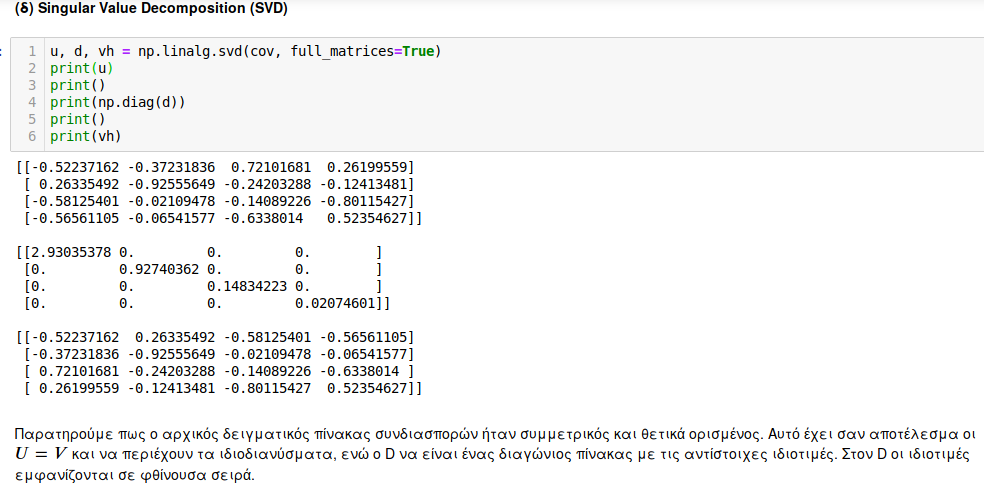 (δ) Singular Value Decomposition (SVD)
1 u, d, vh = np.linalg.svd(cov, full_matrices=True)
2 print(u)
3 print()
4 print(np.diag(d))
5 print()
6 print(vh)
[[-0.52237162 -0.37231836  0.72101681  0.26199559]
 [ 0.26335492 -0.92555649 -0.24203288 -0.12413481]
 [-0.58125401 -0.02109478 -0.14089226 -0.80115427]
 [-0.56561105 -0.06541577 -0.6338014   0.52354627]]
[[2.93035378 0.         0.         0.        ]
 [0.         0.92740362 0.         0.        ]
 [0.         0.         0.14834223 0.        ]
 [0.         0.         0.         0.02074601]]
[[-0.52237162  0.26335492 -0.58125401 -0.56561105]
 [-0.37231836 -0.92555649 -0.02109478 -0.06541577]
 [ 0.72101681 -0.24203288 -0.14089226 -0.6338014 ]
 [ 0.26199559 -0.12413481 -0.80115427  0.52354627]]
Παρατηρούμε πως ο αρχικός δειγματικός πίνακας συνδιασπορών ήταν συμμετρικός και θετικά ορισμένος. Αυτό έχει σαν αποτέλεσμα οι
U = V και να περιέχουν τα ιδιοδιανύσματα, ενώ ο D να είναι ένας διαγώνιος πίνακας με τις αντίστοιχες ιδιοτιμές. Στον D οι ιδιοτιμές
εμφανίζονται σε φθίνουσα σειρά.